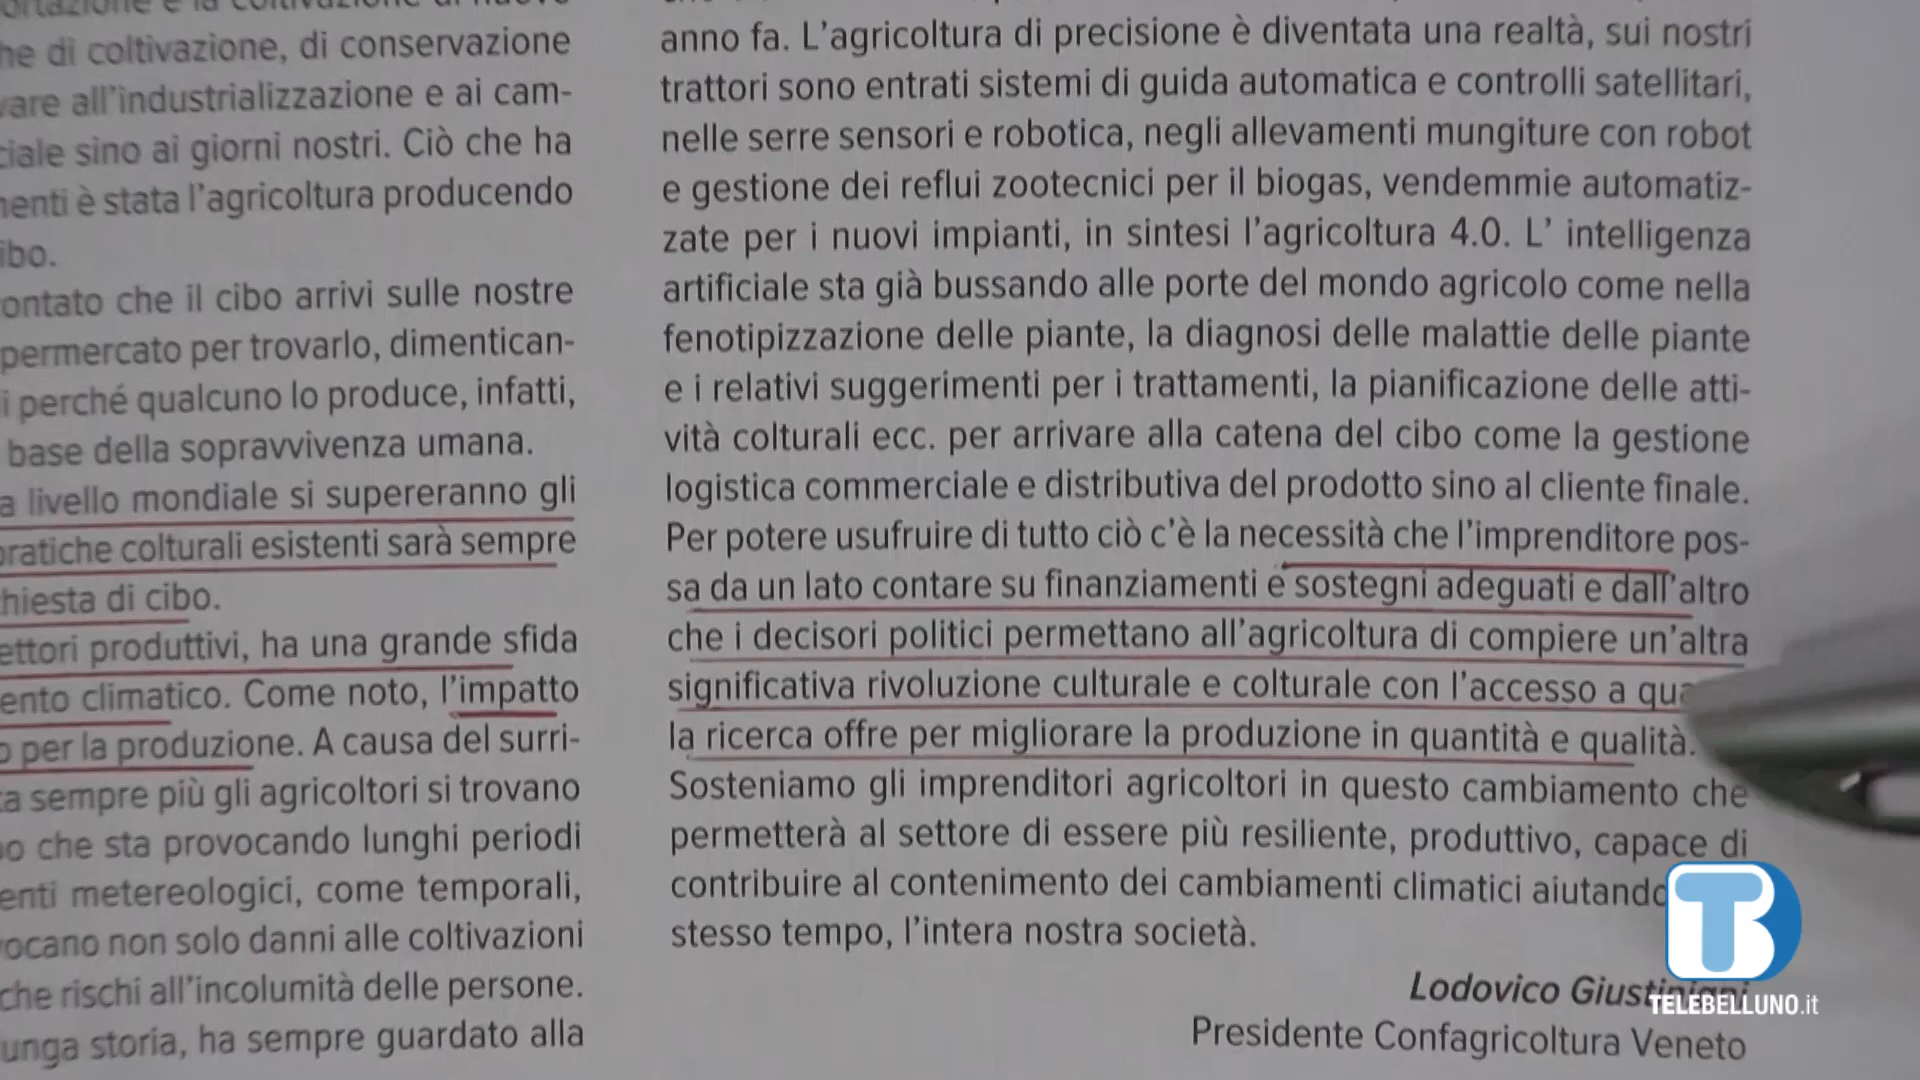 e la coltivazione di nuove
he di coltivazione, di conservazione
vare all'industrializzazione e ai cam-
ciale sino ai giorni nostri. Ciò che ha
nenti è stata l'agricoltura producendo
ibo.
ontato che il cibo arrivi sulle nostre
permercato per trovarlo, dimentican-
i perché qualcuno lo produce, infatti,
base della sopravvivenza umana.
a livello mondiale si supereranno gli
pratiche colturali esistenti sarà sempre
hiesta di cibo.
ettori produttivi, ha una grande sfida
ento climatico. Come noto, l'impatto
o per la produzione. A causa del surri-
ta sempre più gli agricoltori si trovano
no che sta provocando lunghi periodi
enti metereologici, come temporali,
vocano non solo danni alle coltivazioni
che rischi all'incolumità delle persone.
unga storia, ha sempre guardato alla
anno fa. L'agricoltura di precisione è diventata una realtà, sui nostri
trattori sono entrati sistemi di guida automatica e controlli satellitari,
nelle serre sensori e robotica, negli allevamenti mungiture con robot
e gestione dei reflui zootecnici per il biogas, vendemmie automatiz-
zate per i nuovi impianti, in sintesi l'agricoltura 4.0. L' intelligenza
artificiale sta già bussando alle porte del mondo agricolo come nella
fenotipizzazione delle piante, la diagnosi delle malattie delle piante
e i relativi suggerimenti per i trattamenti, la pianificazione delle atti-
vità colturali ecc. per arrivare alla catena del cibo come la gestione
logistica commerciale e distributiva del prodotto sino al cliente finale.
Per potere usufruire di tutto ciò c'è la necessità che l'imprenditore pos-
sa da un lato contare su finanziamenti e sostegni adeguati e dall'altro
che i decisori politici permettano all'agricoltura di compiere un'altra
significativa rivoluzione culturale e colturale con l'accesso a qua
la ricerca offre per migliorare la produzione in quantità e qualità.
Sosteniamo gli imprenditori agricoltori in questo cambiamento che
permetterà al settore di essere più resiliente, produttivo, capace di
contribuire al contenimento dei cambiamenti climatici aiutando
stesso tempo, l'intera nostra società.
Lodovico Giustiniani
Presidente Confagricoltura Veneto
TB
TELEBELLUNO.it